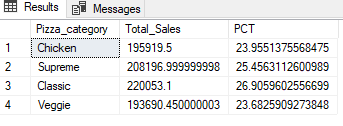 Results Messages
Pizza_category Total_Sales PCT
1 Chicken 195919.5 23.9551375568475
2 Supreme 208196.999999998 25.4563112600989
3 Classic 220053.1 26.9059602556699
4 Veggie 193690.450000003 23.6825909273848